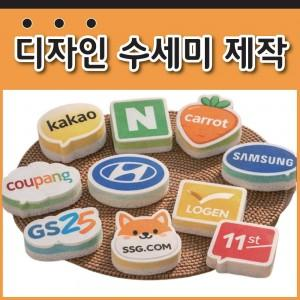 디자인 수세미 제작
kakao
N
carrot
coupang
SAMSUNG
GS25
SSG.COM
LOGEN
11st